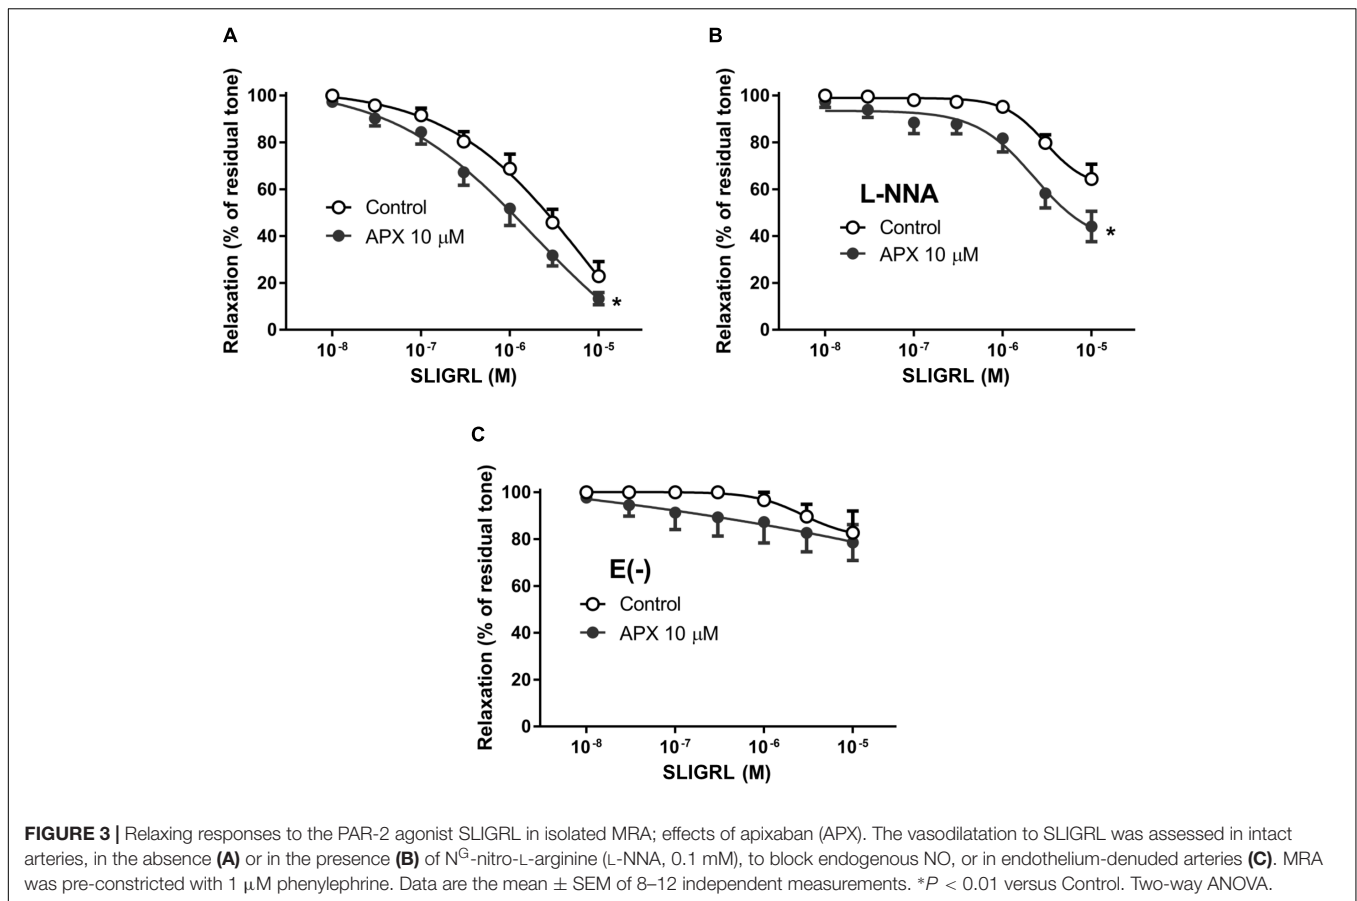 A
Relaxation (% of residual tone)
100
80
60
40
20
0
Control
APX 10 µM
*
10-8
10-7
10-6
10-5
SLIGRL (M)
B
Relaxation (% of residual tone)
100
80
60
40
20
0
L-NNA
Control
APX 10 µM
*
10-8
10-7
10-6
10-5
SLIGRL (M)
C
Relaxation (% of residual tone)
100
80
60
40
20
0
E(-)
Control
APX 10 µM
10-8
10-7
10-6
10-5
SLIGRL (M)
FIGURE 3 | Relaxing responses to the PAR-2 agonist SLIGRL in isolated MRA; effects of apixaban (APX). The vasodilatation to SLIGRL was assessed in intact
arteries, in the absence (A) or in the presence (B) of NG-nitro-L-arginine (L-NNA, 0.1 mM), to block endogenous NO, or in endothelium-denuded arteries (C). MRA
was pre-constricted with 1 µM phenylephrine. Data are the mean ± SEM of 8–12 independent measurements. *P < 0.01 versus Control. Two-way ANOVA.